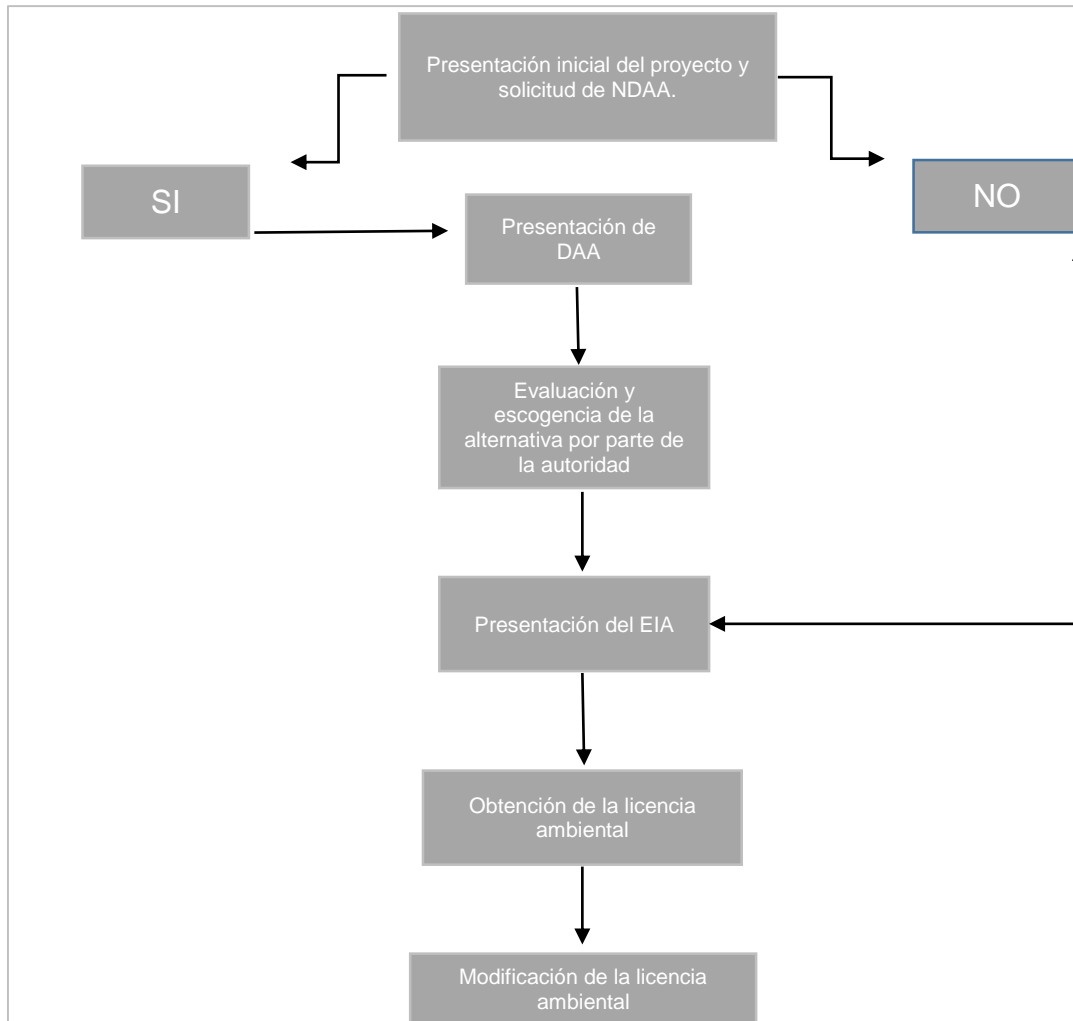 Presentación inicial del proyecto y
solicitud de NDAA.
SI
NO
Presentación de
DAA
Evaluación y
escogencia de la
alternativa por parte de
la autoridad
Presentación del EIA
Obtención de la licencia
ambiental
Modificación de la licencia
ambiental